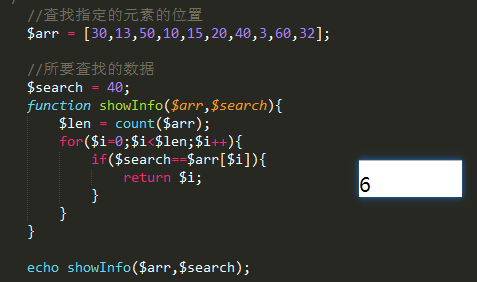 //查找指定的元素的位置
$arr = [30,13,50,10,15,20,40,3,60,32];
//所要查找的数据
$search = 40;
function showInfo($arr,$search){
$len = count($arr);
for($i=0;$i<$len;$i++){
if($search==$arr[$i]){
return $i;
}
}
}
echo showInfo($arr,$search);
6